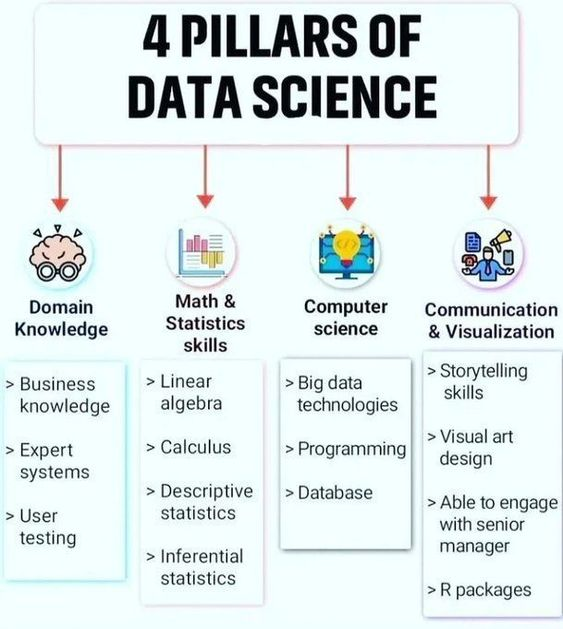 4 PILLARS OF
DATA SCIENCE
Domain
Knowledge
> Business
knowledge
> Expert
systems
> User
testing
Math &
Statistics
skills
> Linear
algebra
> Calculus
> Descriptive
statistics
> Inferential
statistics
Computer
science
> Big data
technologies
> Programming
> Database
Communication
& Visualization
> Storytelling
skills
> Visual art
design
> Able to engage
with senior
manager
> R packages